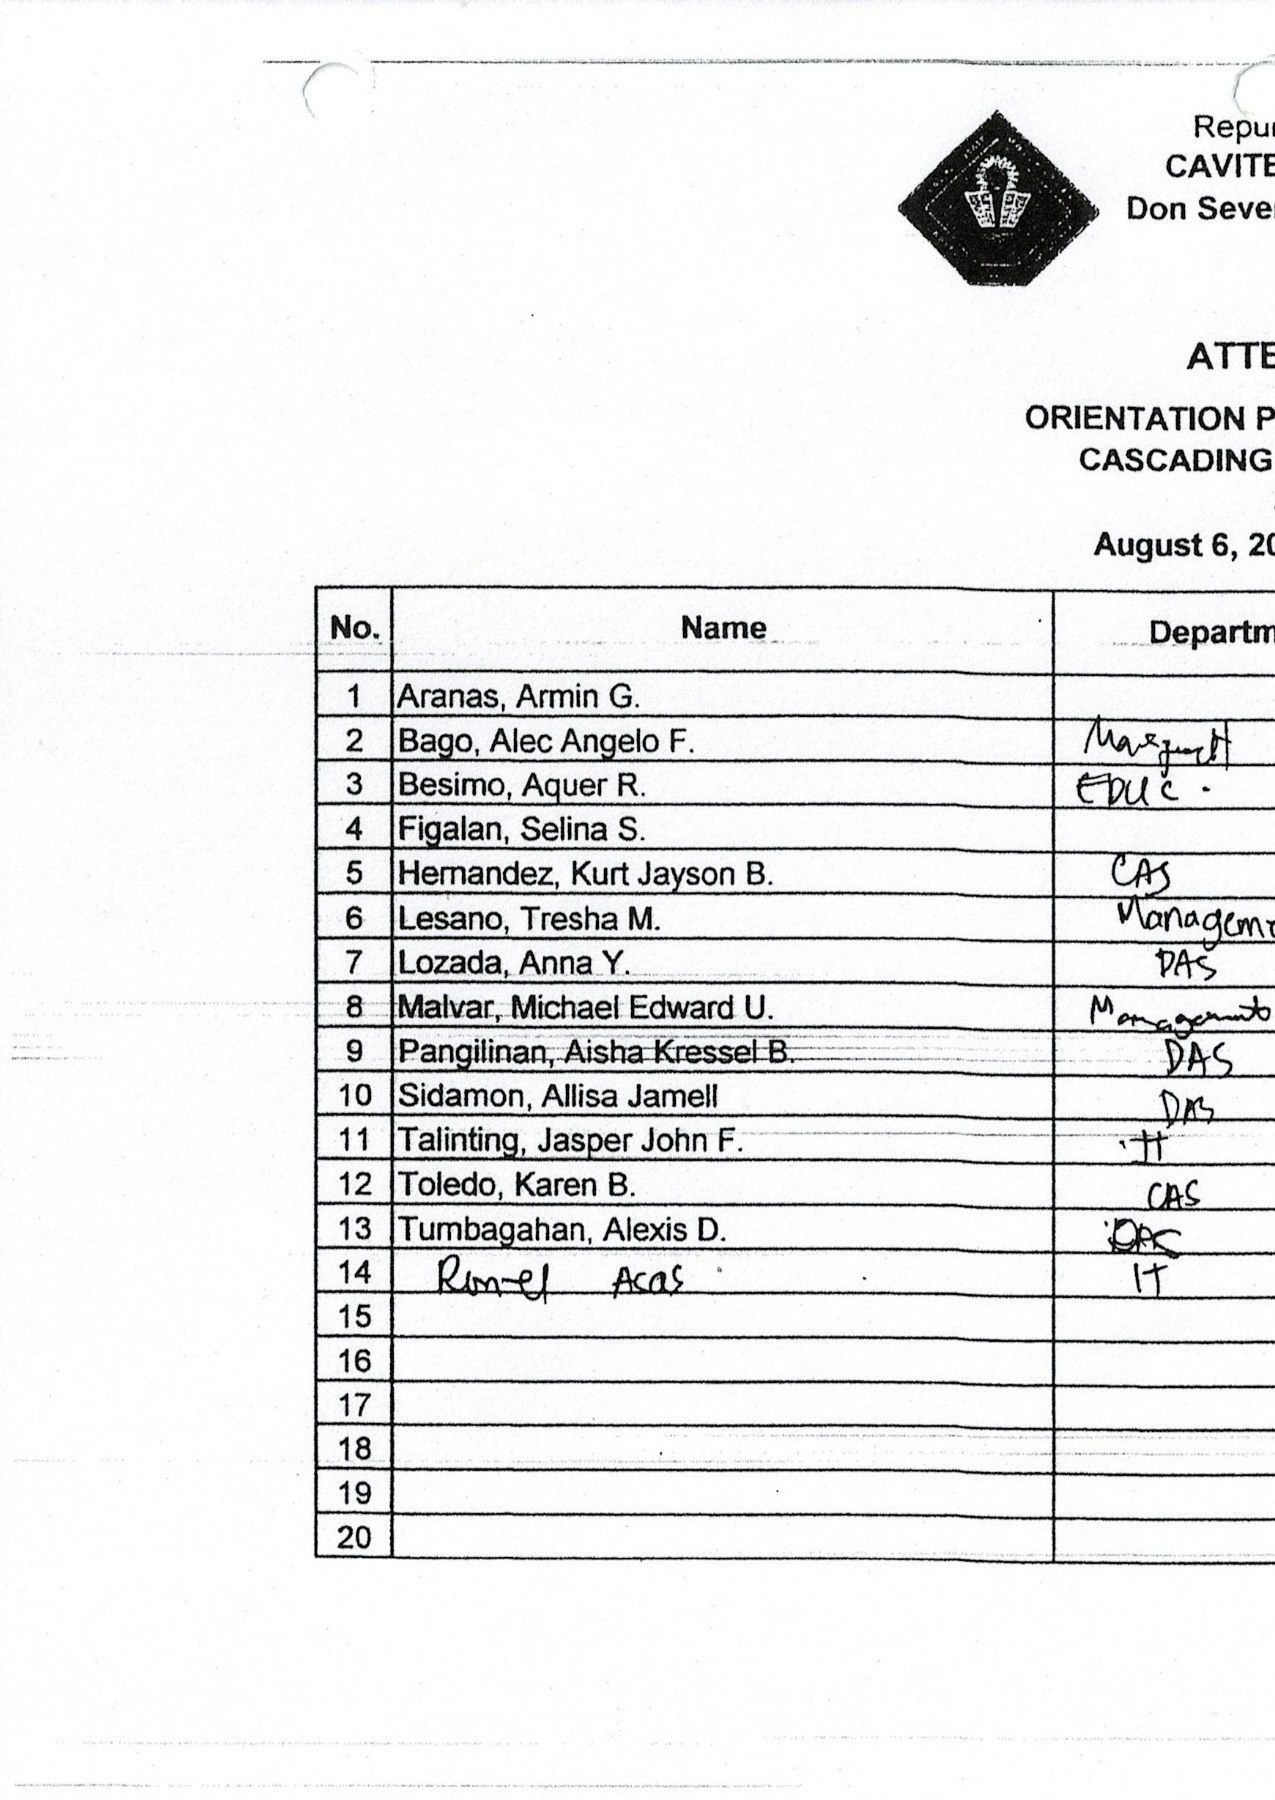 Repu
CAVITE
Don Seve
ATTE
ORIENTATION P
CASCADING
August 6, 20
No. Name Departm
1 Aranas, Armin G.
2 Bago, Alec Angelo F.
3 Besimo, Aquer R. EDUC.
4 Figalan, Selina S.
5 Hernandez, Kurt Jayson B. CAS
6 Lesano, Tresha M. Managem
7 Lozada, Anna Y. DAS
8 Malvar, Michael Edward U. Management
9 Pangilinan, Aisha Kressel B. DAS
10 Sidamon, Allisa Jamell DAS
11 Talinting, Jasper John F. IT
12 Toledo, Karen B. CAS
13 Tumbagahan, Alexis D. DAS
14 Acas IT
15
16
17
18
19
20